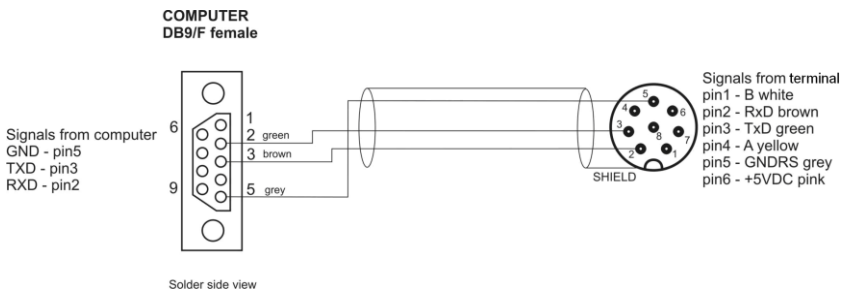 COMPUTER
DB9/F female
Signals from computer
GND - pin5
TXD - pin3
RXD - pin2
6
9
1
2 green
3 brown
5 grey
Solder side view
5
4
6
3
8
7
2
1
SHIELD
Signals from terminal
pin1 - B white
pin2 - RxD brown
pin3 - TxD green
pin4 - A yellow
pin5 - GNDRS grey
pin6 - +5VDC pink